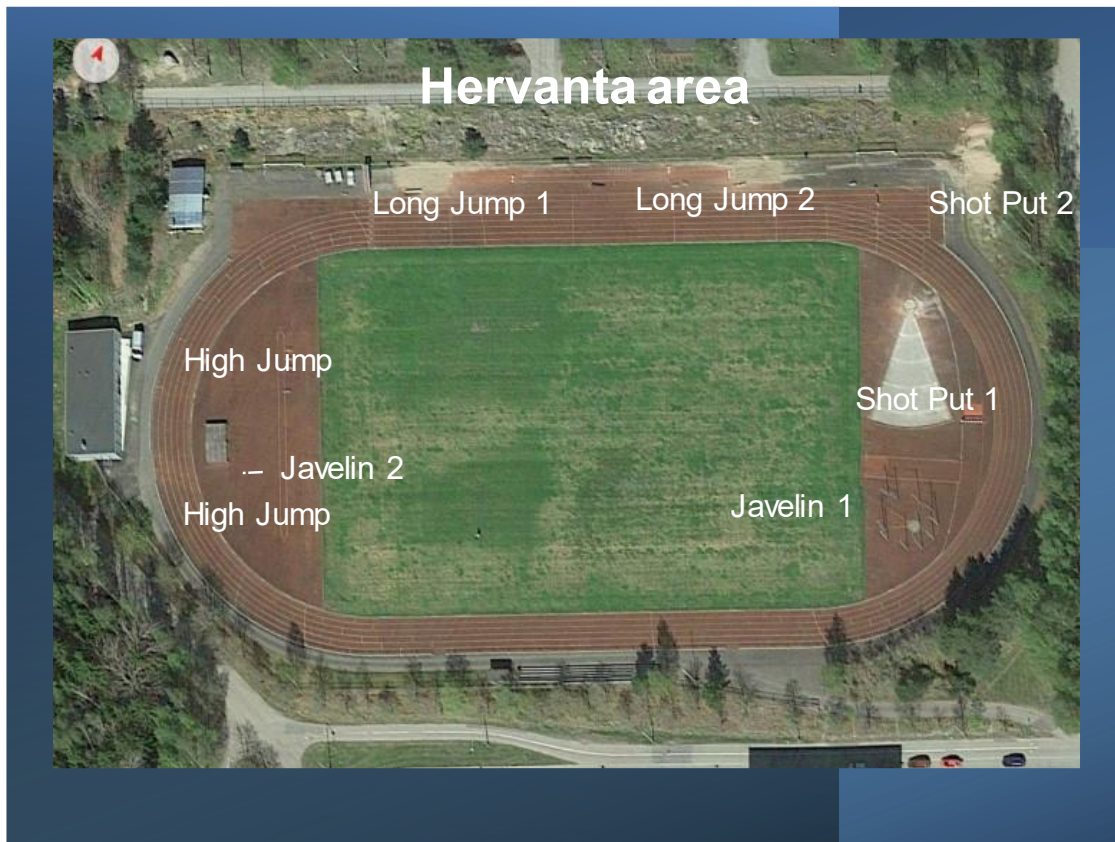 Hervanta area
Long Jump 1
Long Jump 2
Shot Put 2
High Jump
Shot Put 1
Javelin 2
Javelin 1
High Jump